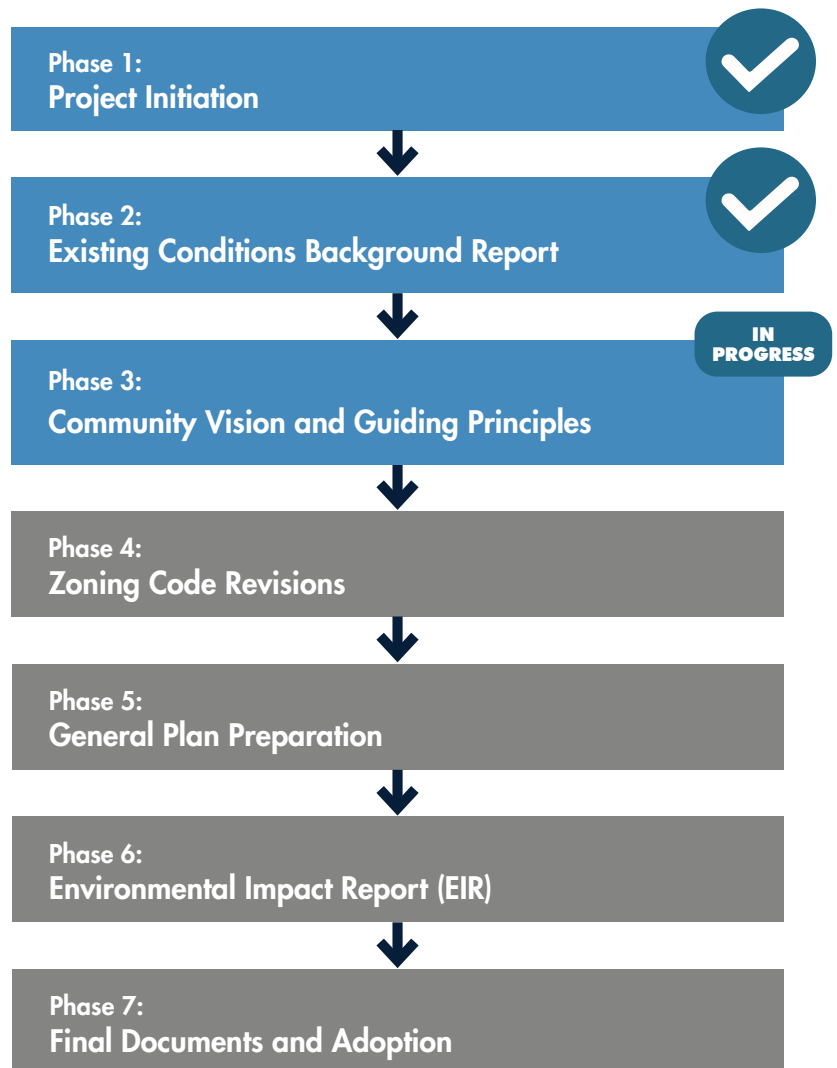 Phase 1:
Project Initiation
Phase 2:
Existing Conditions Background Report
IN
PROGRESS
Phase 3:
Community Vision and Guiding Principles
Phase 4:
Zoning Code Revisions
Phase 5:
General Plan Preparation
Phase 6:
Environmental Impact Report (EIR)
Phase 7:
Final Documents and Adoption